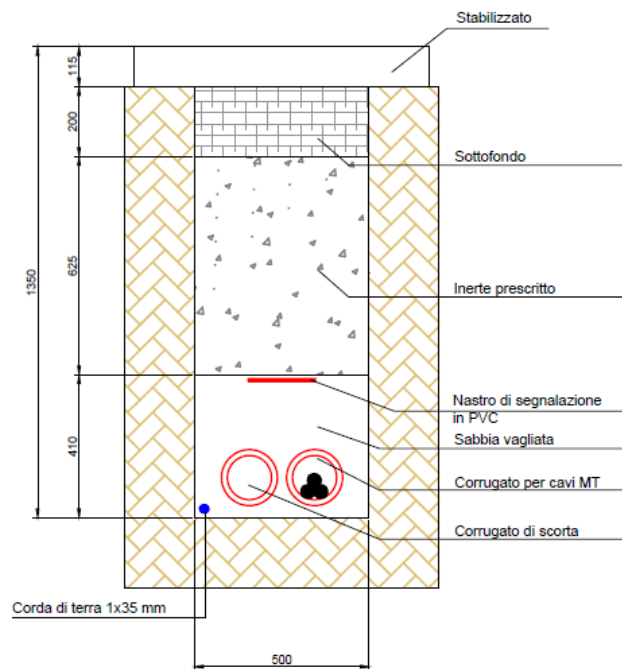 Stabilizzato
115
200
Sottofondo
625
1350
Inerte prescritto
Nastro di segnalazione
in PVC
410
Sabbia vagliata
Corrugato per cavi MT
Corrugato di scorta
Corda di terra 1x35 mm
500